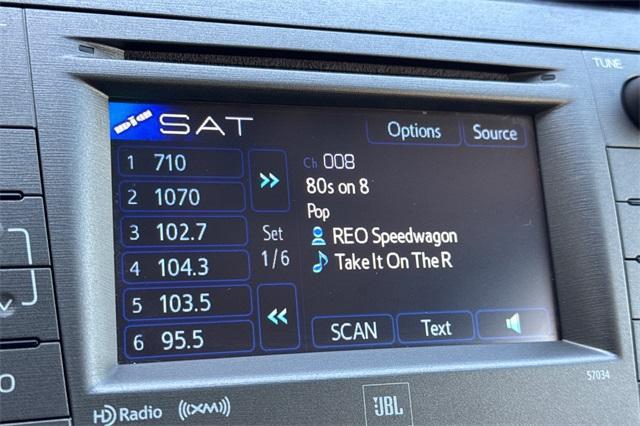 TUNE
SAT
Options
Source
1 710
2 1070
3 102.7
4 104.3
5 103.5
6 95.5
Set
1/6
Ch 008
80s on 8
Pop
REO Speedwagon
Take It On The R
SCAN
Text
57034
HD Radio
((XM))
JBL